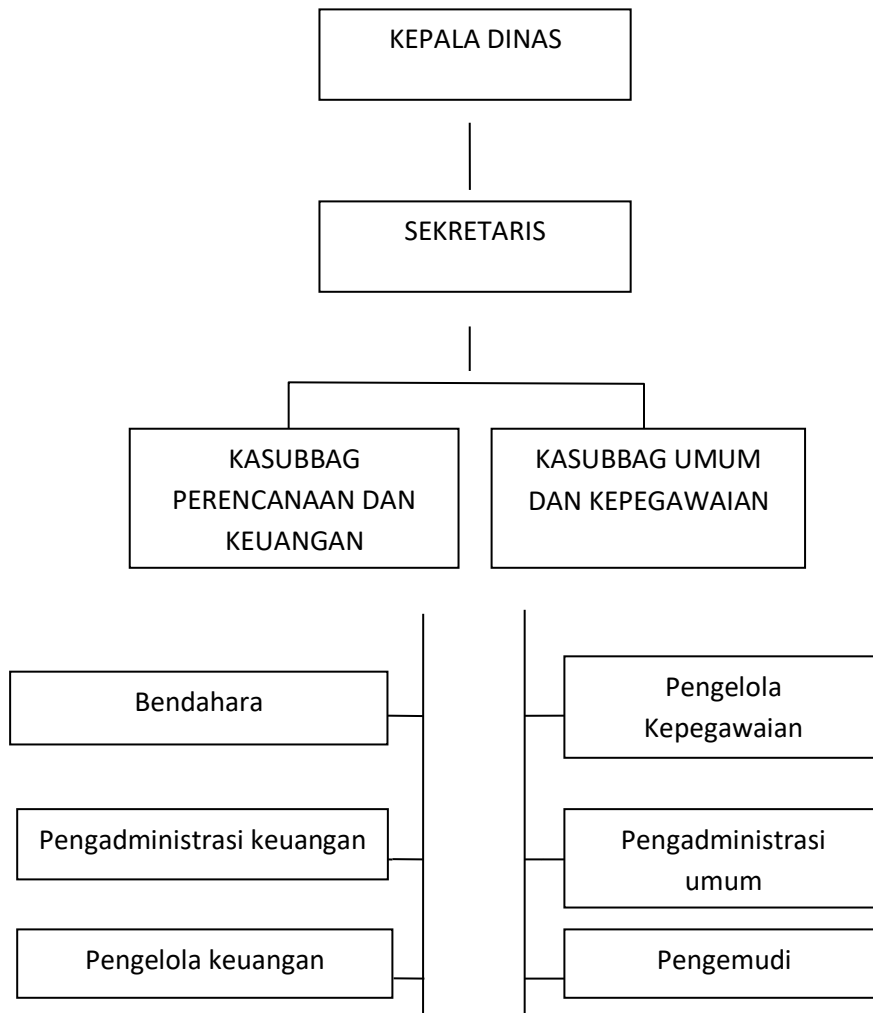 KEPALA DINAS
SEKRETARIS
KASUBBAG
PERENCANAAN DAN
KEUANGAN
KASUBBAG UMUM
DAN KEPEGAWAIAN
Bendahara
Pengelola
Kepegawaian
Pengadministrasi keuangan
Pengadministrasi
umum
Pengelola keuangan
Pengemudi